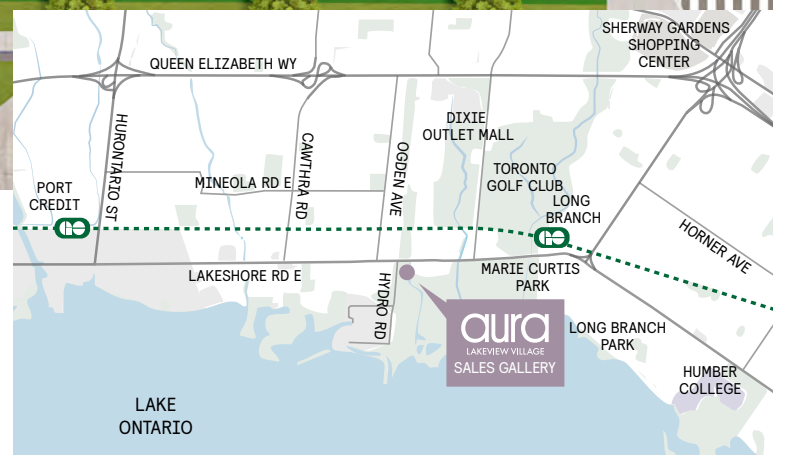 SHERWAY GARDENS
SHOPPING
CENTER
QUEEN ELIZABETH WY
HURONTARIO ST
CAWTHRA RD
OGDEN AVE
DIXIE
OUTLET MALL
TORONTO
GOLF CLUB
MINEOLA RD E
PORT
CREDIT
GO
LONG
BRANCH
GO
HORNER AVE
LAKESHORE RD E
HYDRO RD
MARIE CURTIS
PARK
aura
LAKEVIEW VILLAGE
SALES GALLERY
LONG BRANCH
PARK
HUMBER
COLLEGE
LAKE
ONTARIO